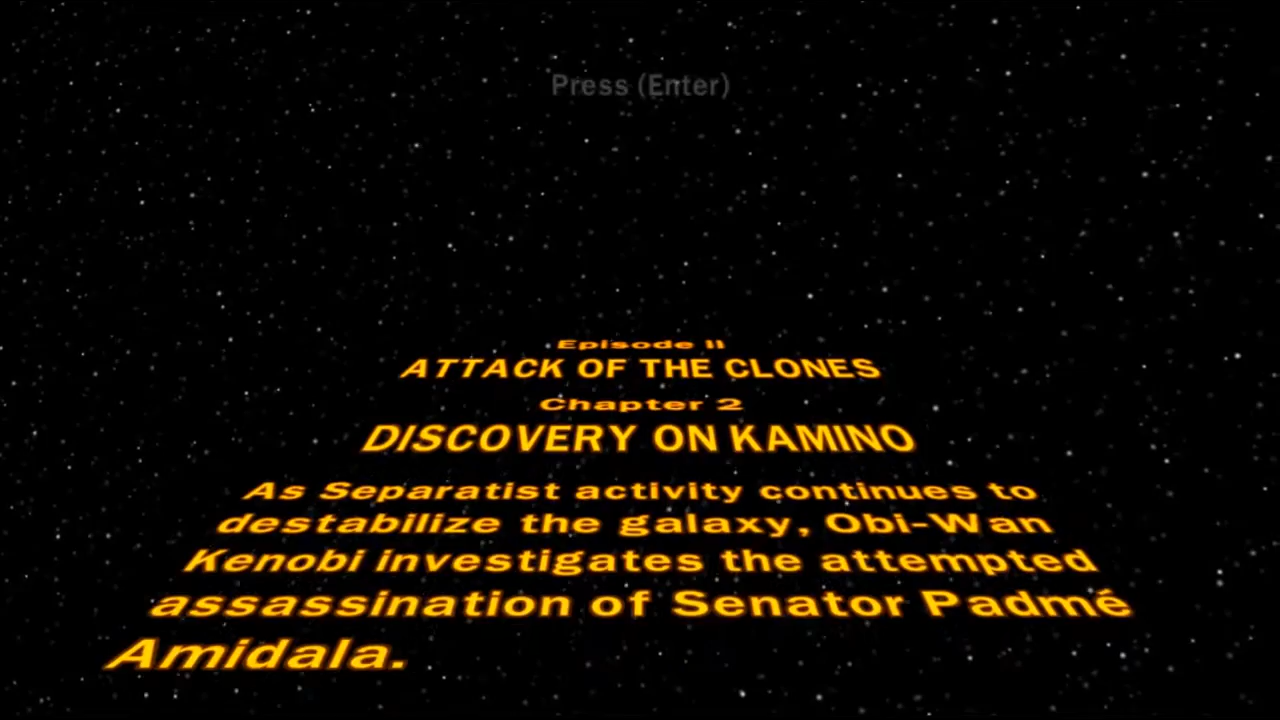 Press (Enter)
Episode II
ATTACK OF THE CLONES
Chapter 2
DISCOVERY ON KAMINO
As Separatist activity continues to
destabilize the galaxy, Obi-Wan
Kenobi investigates the attempted
assassination of Senator Padmé
Amidala.